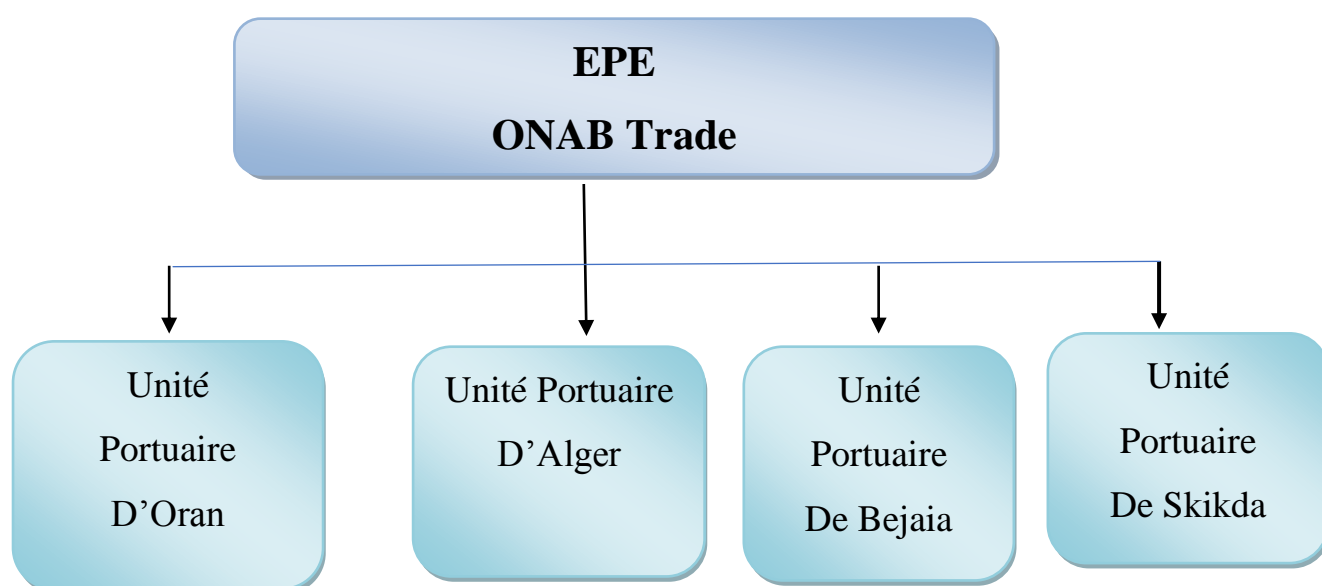 EPE
ONAB Trade
Unité
Portuaire
D’Oran
Unité Portuaire
D’Alger
Unité
Portuaire
De Bejaia
Unité
Portuaire
De Skikda